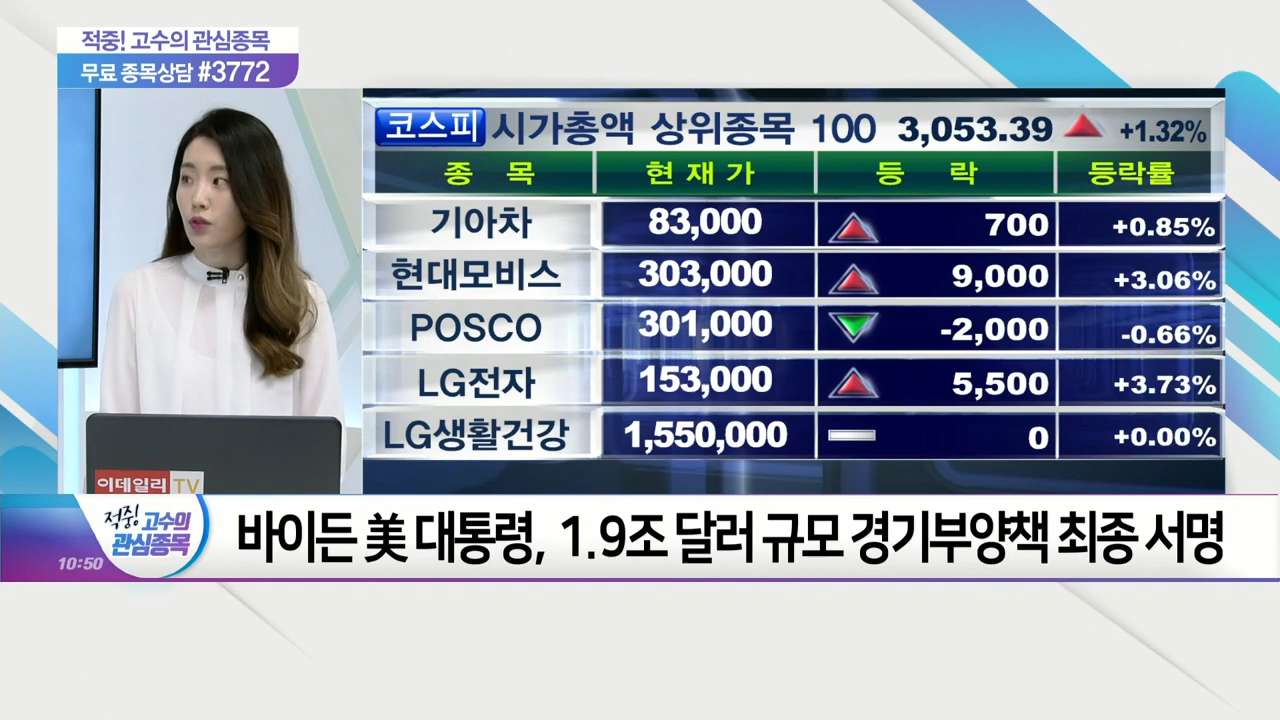 적중! 고수의 관심종목
무료 종목상담 #3772
코스피 시가총액 상위종목 100 3,053.39 +1.32%
종 목 현 재 가 등 락 등락률
기아차 83,000 700 +0.85%
현대모비스 303,000 9,000 +3.06%
POSCO 301,000 -2,000 -0.66%
LG전자 153,000 5,500 +3.73%
LG생활건강 1,550,000 0 +0.00%
이데일리 TV
적중! 고수의
관심종목
10:50
바이든 美 대통령, 1.9조 달러 규모 경기부양책 최종 서명